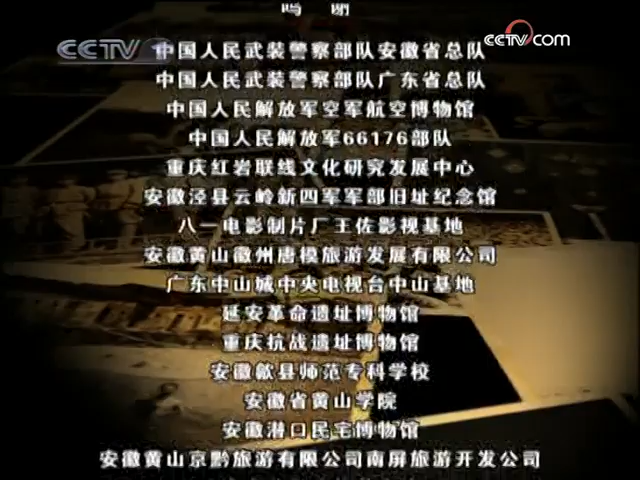 鸣 谢
CCTV
CCTV.com
中国人民武装警察部队安徽省总队
中国人民武装警察部队广东省总队
中国人民解放军空军航空博物馆
中国人民解放军66176部队
重庆红岩联线文化研究发展中心
安徽泾县云岭新四军军部旧址纪念馆
八一电影制片厂王佐影视基地
安徽黄山徽州唐模旅游发展有限公司
广东中山城中央电视台中山基地
延安革命遗址博物馆
重庆抗战遗址博物馆
安徽歙县师范专科学校
安徽省黄山学院
安徽潜口民宅博物馆
安徽黄山京黔旅游有限公司南屏旅游开发公司